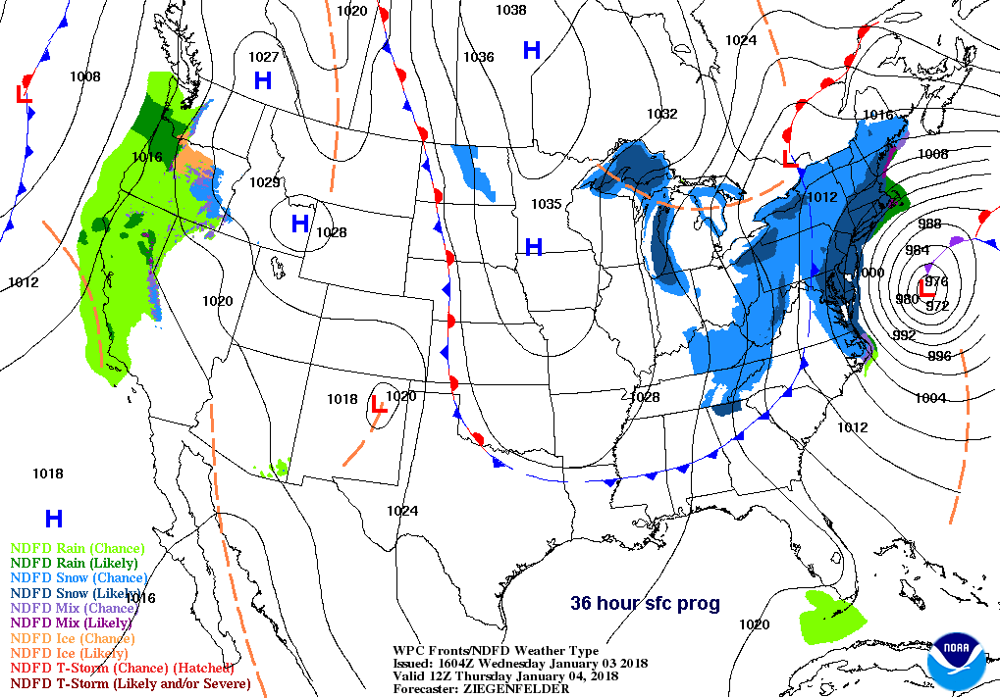 1020
1038
1024
1027
H
H
1036
1008
L
1032
1016
1016
L
1008
1029
1035
1012
H
1028
988
H
984
1012
1000
976
L
980
972
1020
992
996
1018
L
1020
1028
1004
1012
1018
H
1024
NDFD Rain (Chance)
NDFD Rain (Likely)
NDFD Snow (Chance)
NDFD Snow (Likely)
1016
NDFD Mix (Chance)
NDFD Mix (Likely)
NDFD Ice (Chance)
NDFD Ice (Likely)
NDFD T-Storm (Chance) (Hatched)
NDFD T-Storm (Likely and/or Severe)
36 hour sfc prog
1020
WPC Fronts/NDFD Weather Type
Issued: 1604Z Wednesday January 03 2018
Valid 12Z Thursday January 04, 2018
Forecaster: ZIEGENFELDER
NOAA